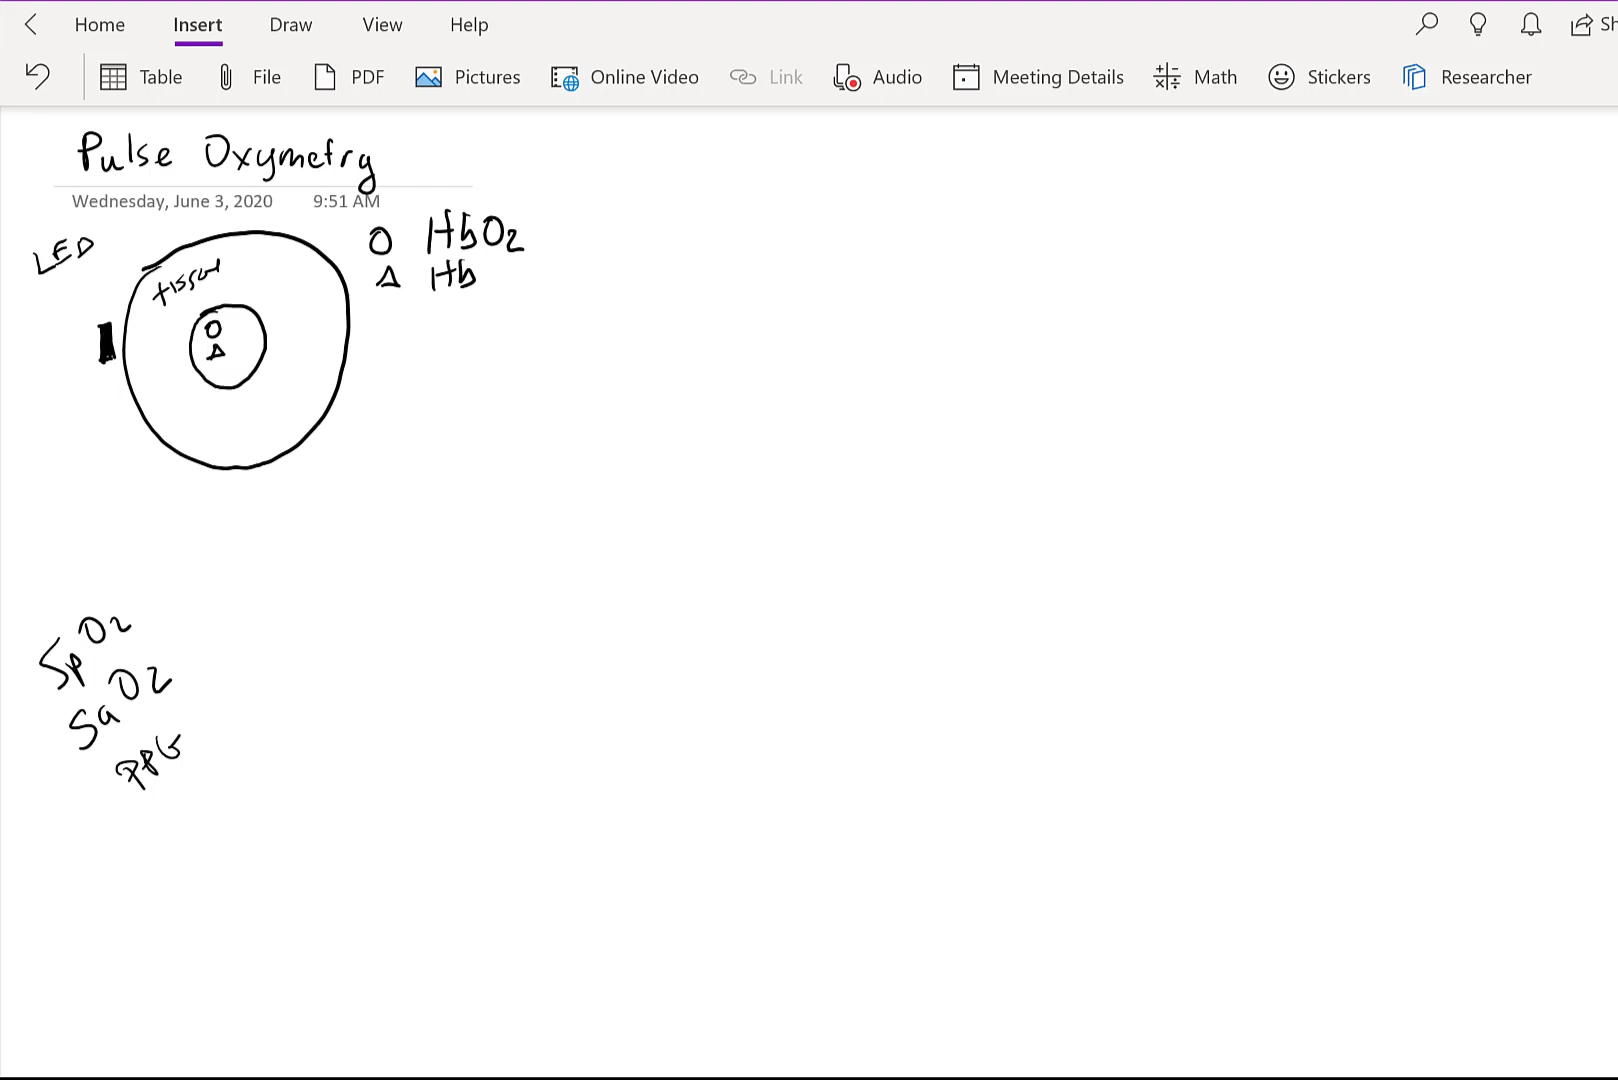 Home Insert Draw View Help Sh
Table File PDF Pictures Online Video Link Audio Meeting Details Math Stickers Researcher
Pulse Oxymetry
Wednesday, June 3, 2020 9:51 AM
LED
tissue
O HbO2
Δ Hb
O
Δ
SpO2
SaO2
PPG